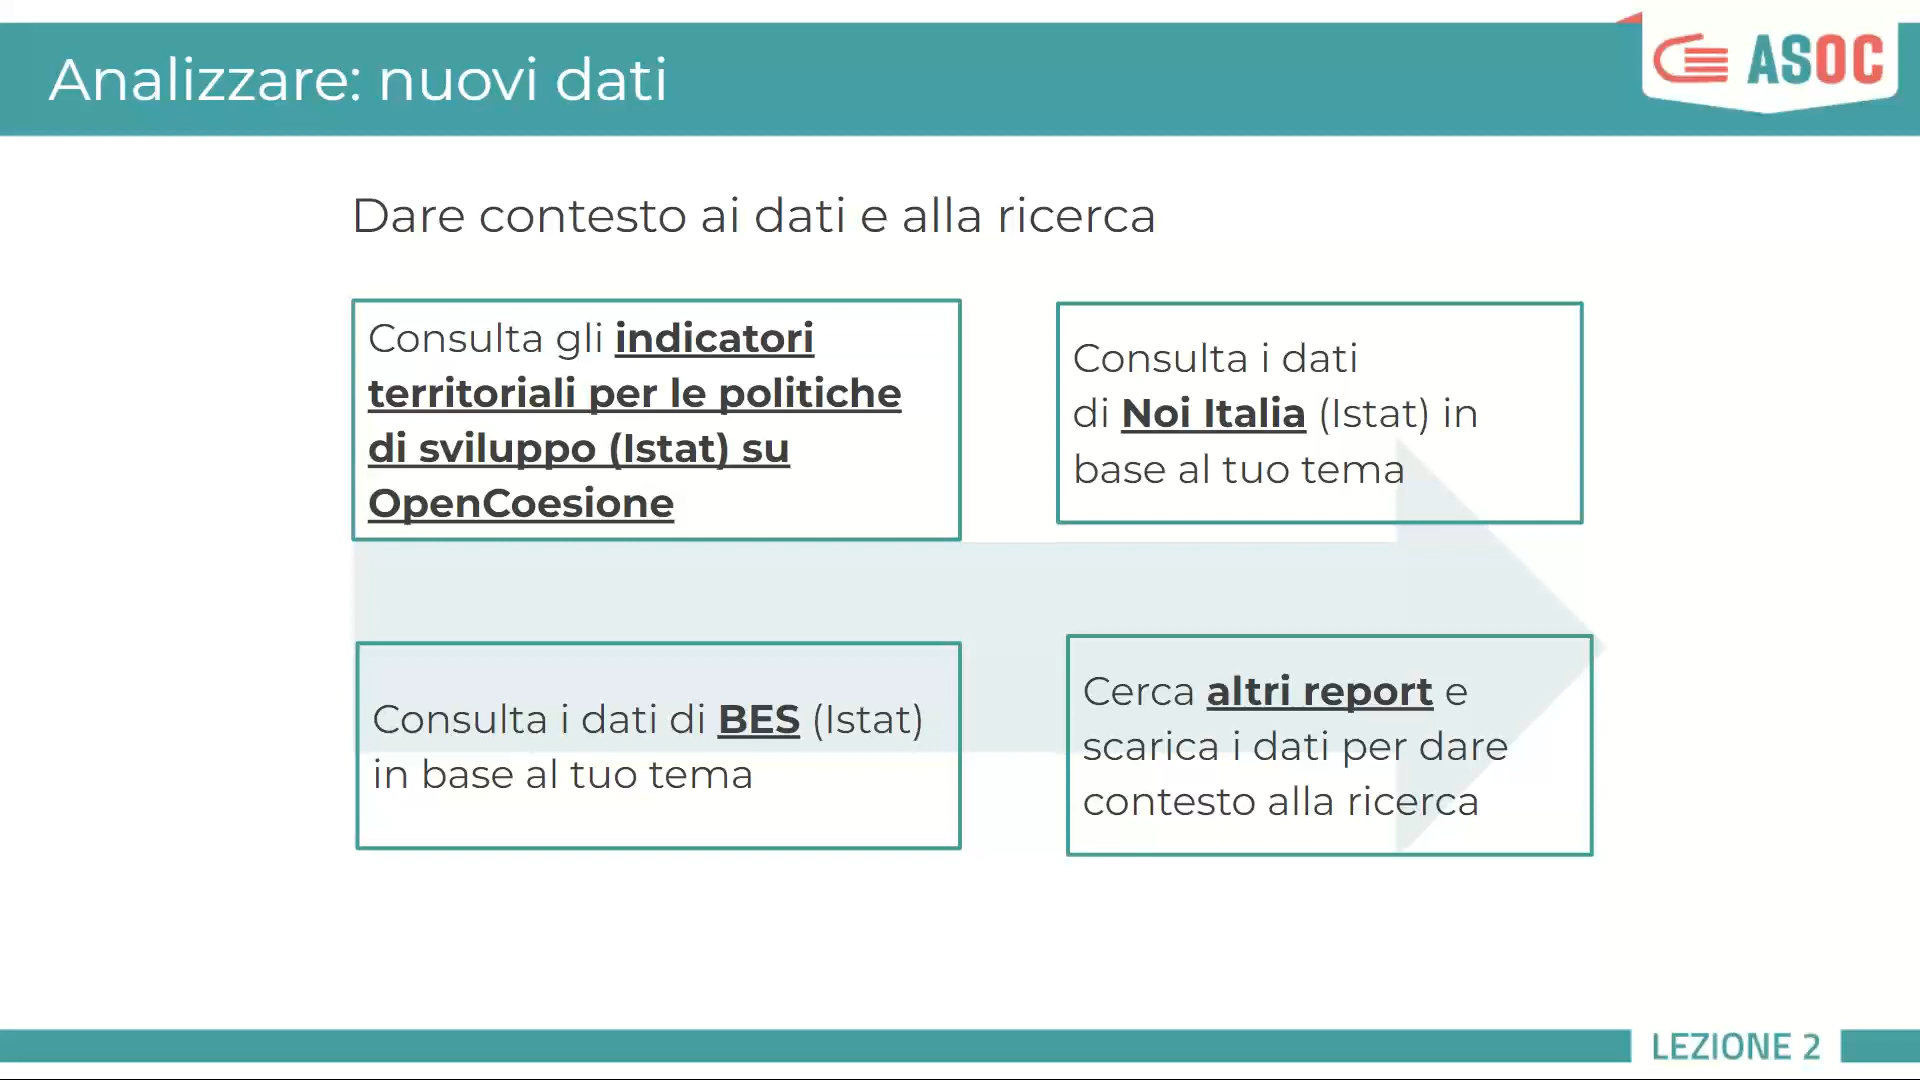 Analizzare: nuovi dati
ASOC
Dare contesto ai dati e alla ricerca
Consulta gli indicatori
territoriali per le politiche
di sviluppo (Istat) su
OpenCoesione
Consulta i dati
di Noi Italia (Istat) in
base al tuo tema
Consulta i dati di BES (Istat)
in base al tuo tema
Cerca altri report e
scarica i dati per dare
contesto alla ricerca
LEZIONE 2